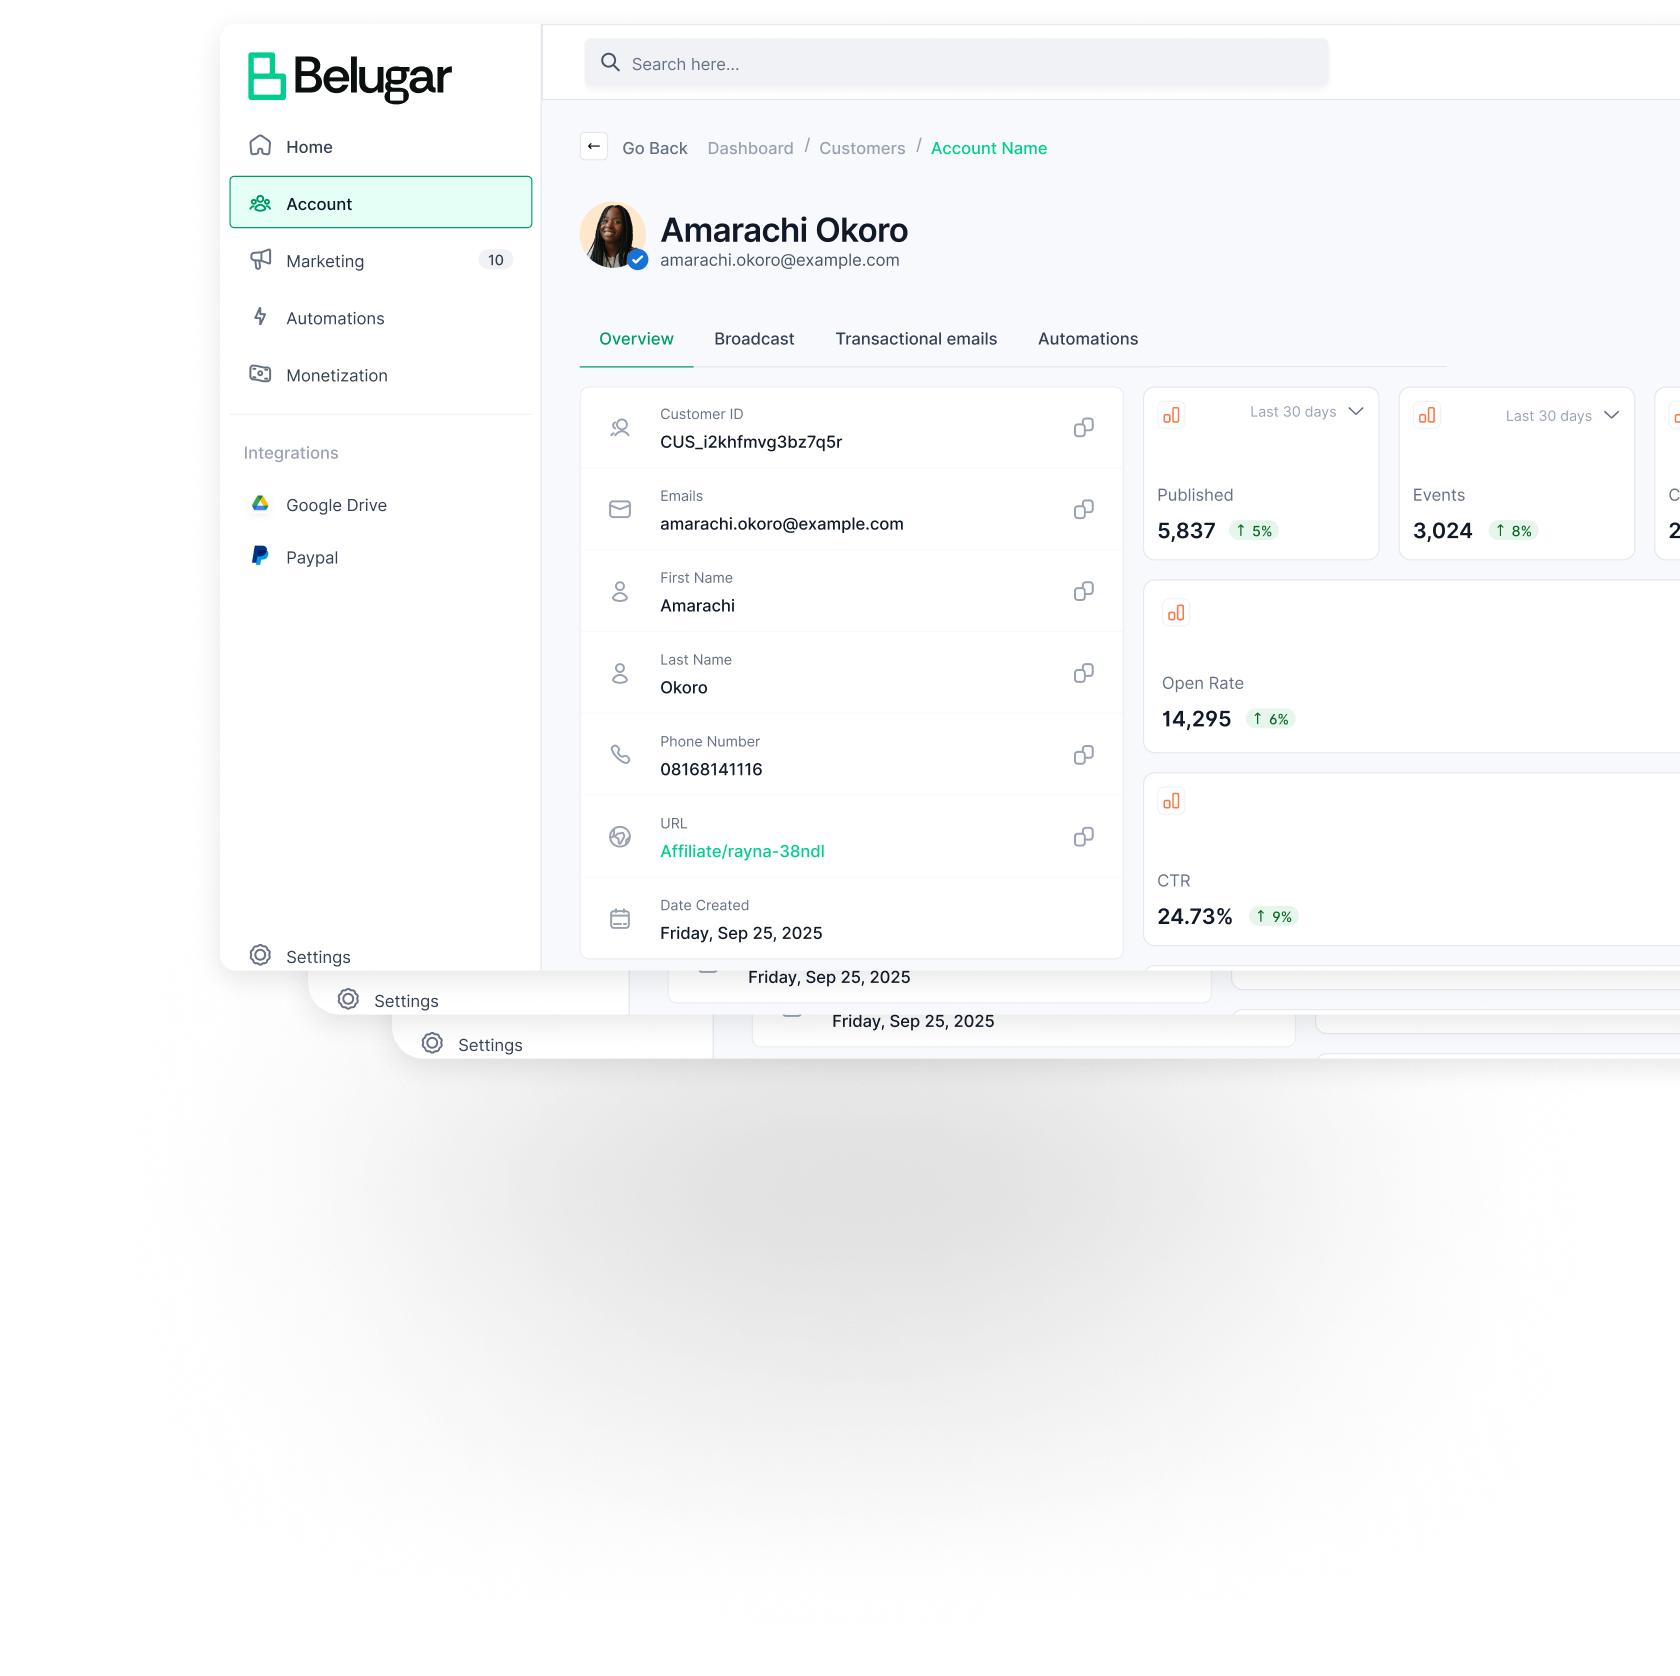 Belugar
Search here...
Home
Account
Marketing 10
Automations
Monetization
Integrations
Google Drive
Paypal
Settings
Go Back Dashboard / Customers / Account Name
Amarachi Okoro
amarachi.okoro@example.com
Overview Broadcast Transactional emails Automations
Customer ID
CUS_i2khfmvg3bz7q5r
Emails
amarachi.okoro@example.com
First Name
Amarachi
Last Name
Okoro
Phone Number
08168141116
URL
Affiliate/rayna-38ndl
Date Created
Friday, Sep 25, 2025
Last 30 days
Published
5,837 ↑ 5%
Last 30 days
Events
3,024 ↑ 8%
C
2
Open Rate
14,295 ↑ 6%
CTR
24.73% ↑ 9%
Settings
Friday, Sep 25, 2025
Settings
Friday, Sep 25, 2025